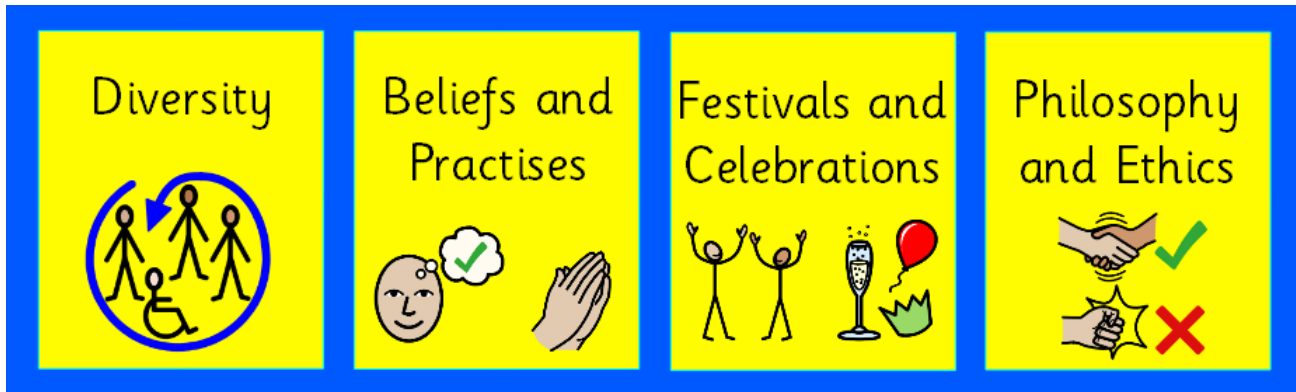 Diversity
Beliefs and
Practises
Festivals and
Celebrations
Philosophy
and Ethics